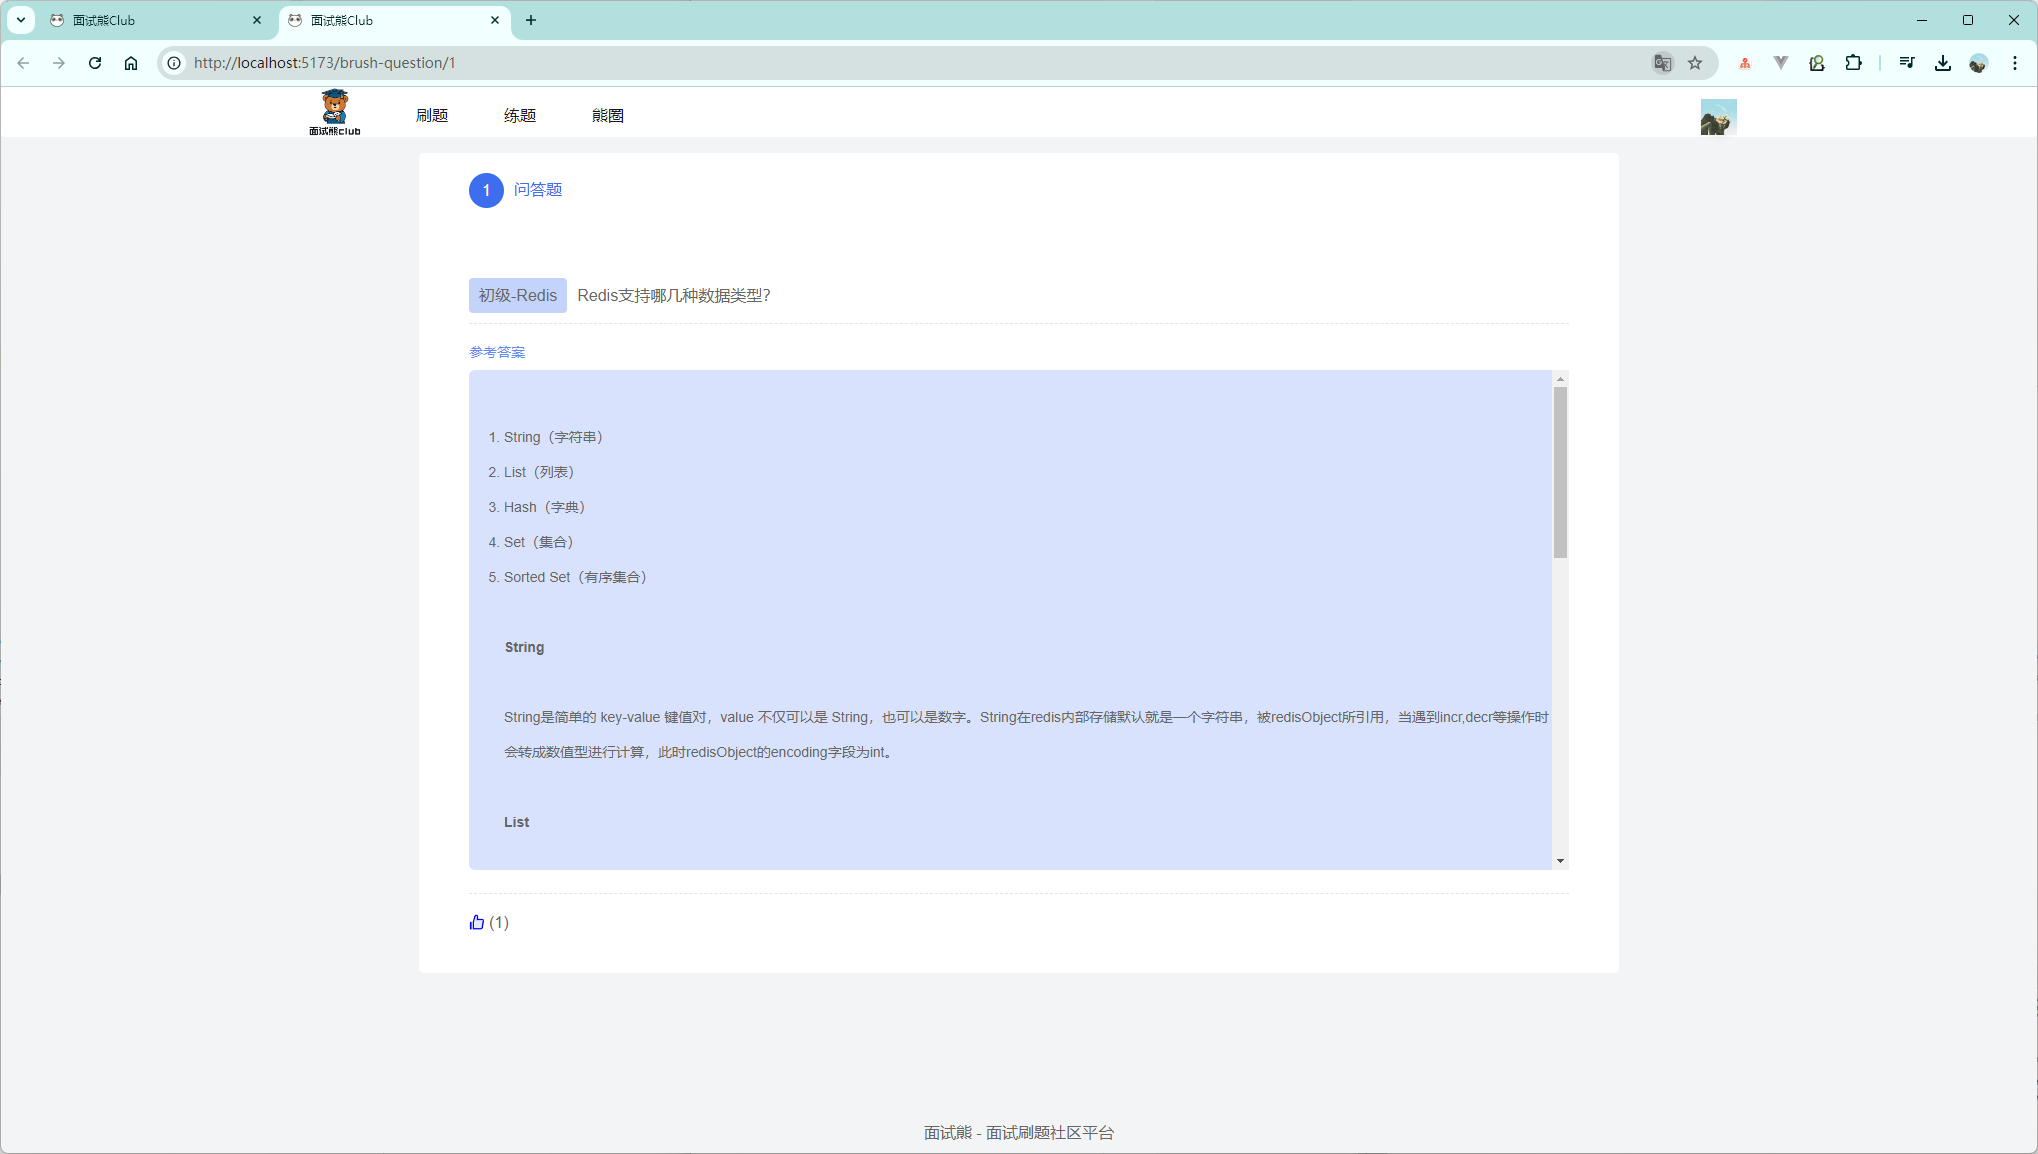 面试熊Club
面试熊Club
http://localhost:5173/brush-question/1
面试熊club
刷题
练题
熊圈
1 问答题
初级-Redis Redis支持哪几种数据类型?
参考答案
1. String（字符串）
2. List（列表）
3. Hash（字典）
4. Set（集合）
5. Sorted Set（有序集合）
String
String是简单的 key-value 键值对，value 不仅可以是 String，也可以是数字。String在redis内部存储默认就是一个字符串，被redisObject所引用，当遇到incr,decr等操作时
会转成数值型进行计算，此时redisObject的encoding字段为int。
List
(1)
面试熊 - 面试刷题社区平台